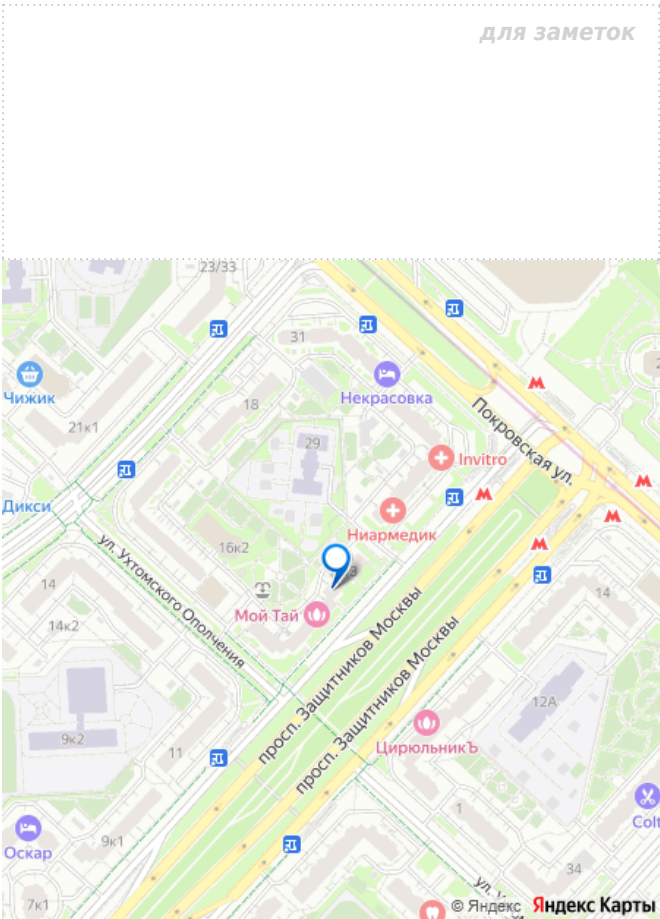 для заметок
23/33
31
Чижик
Некрасовка
18
21к1
Покровская ул.
29
Invitro
Дикси
Ниармедик
16к2
ул. Ухтомского Ополчения
14
14
Мой Тай
14к2
просп. Защитников Москвы
просп. Защитников Москвы
12А
9к2
ЦирюльникЪ
11
Colt
1
9к1
Оскар
34
7к1
© Яндекс Яндекс Карты